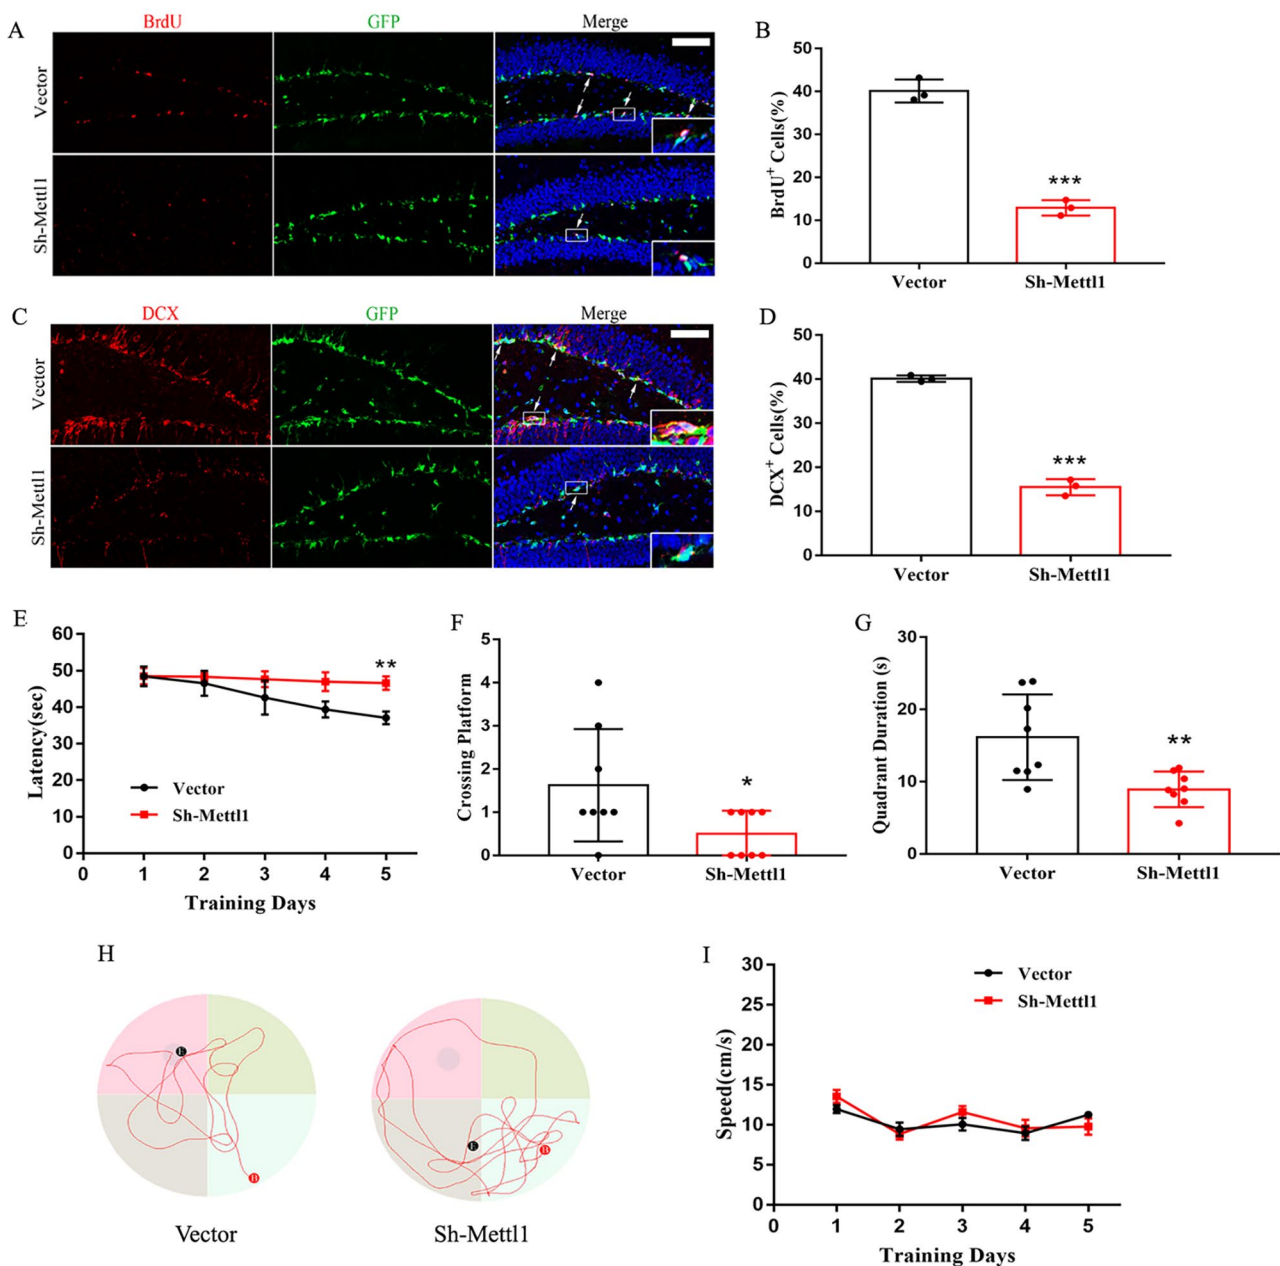 A
BrdU
GFP
Merge
Vector
Sh-Mettl1
B
BrdU+ Cells(%)
50
40
30
20
10
0
***
Vector
Sh-Mettl1
C
DCX
GFP
Merge
Vector
Sh-Mettl1
D
DCX+ Cells(%)
50
40
30
20
10
0
***
Vector
Sh-Mettl1
E
Latency(sec)
60
50
40
30
20
10
0
**
Vector
Sh-Mettl1
0 1 2 3 4 5
Training Days
F
Crossing Platform
5
4
3
2
1
0
*
Vector
Sh-Mettl1
G
Quadrant Duration (s)
30
20
10
0
**
Vector
Sh-Mettl1
H
E
B
Vector
E
B
Sh-Mettl1
I
Speed(cm/s)
30
25
20
15
10
5
0
Vector
Sh-Mettl1
0 1 2 3 4 5
Training Days